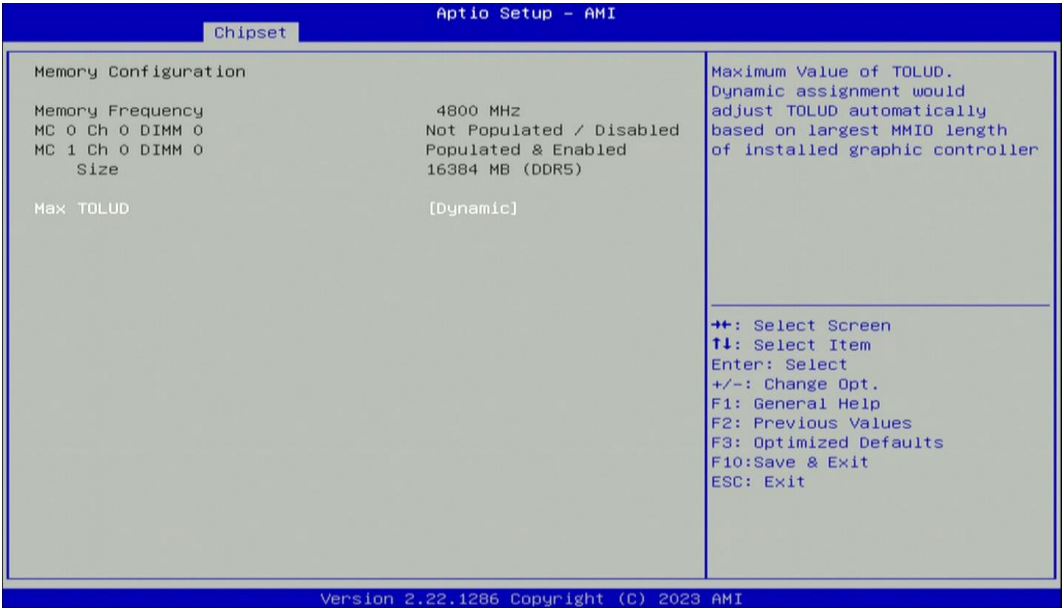 Aptio Setup – AMI
Chipset
Memory Configuration
Memory Frequency 4800 MHz
MC 0 Ch 0 DIMM 0 Not Populated / Disabled
MC 1 Ch 0 DIMM 0 Populated & Enabled
Size 16384 MB (DDR5)
Max TOLUD [Dynamic]
Maximum Value of TOLUD.
Dynamic assignment would
adjust TOLUD automatically
based on largest MMIO length
of installed graphic controller
→←: Select Screen
↑↓: Select Item
Enter: Select
+/-: Change Opt.
F1: General Help
F2: Previous Values
F3: Optimized Defaults
F10:Save & Exit
ESC: Exit
Version 2.22.1286 Copyright (C) 2023 AMI